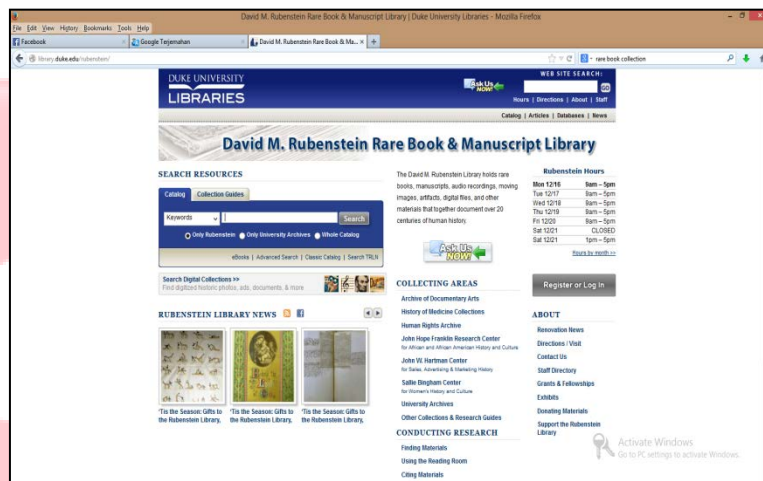 David M. Rubenstein Rare Book & Manuscript Library | Duke University Libraries - Mozilla Firefox
File Edit View History Bookmarks Tools Help
Facebook
Google Terjemahan
David M. Rubenstein Rare Book & Ma...
library.duke.edu/rubenstein/
rare book collection
DUKE UNIVERSITY
LIBRARIES
Ask Us
NOW!
WEB SITE SEARCH:
GO
Hours | Directions | About | Staff
Catalog | Articles | Databases | News
David M. Rubenstein Rare Book & Manuscript Library
SEARCH RESOURCES
Catalog Collection Guides
Keywords Search
Only Rubenstein Only University Archives Whole Catalog
eBooks | Advanced Search | Classic Catalog | Search TRLN
Search Digital Collections >>
Find digitized historic photos, ads, documents, & more
RUBENSTEIN LIBRARY NEWS
'Tis the Season: Gifts to
the Rubenstein Library,
'Tis the Season: Gifts to
the Rubenstein Library,
'Tis the Season: Gifts to
the Rubenstein Library,
The David M. Rubenstein Library holds rare
books, manuscripts, audio recordings, moving
images, artifacts, digital files, and other
materials that together document over 20
centuries of human history.
Ask Us
NOW!
COLLECTING AREAS
Archive of Documentary Arts
History of Medicine Collections
Human Rights Archive
John Hope Franklin Research Center
for African and African American History and Culture
John W. Hartman Center
for Sales, Advertising & Marketing History
Sallie Bingham Center
for Women's History and Culture
University Archives
Other Collections & Research Guides
CONDUCTING RESEARCH
Finding Materials
Using the Reading Room
Citing Materials
Rubenstein Hours
Mon 12/16 9am – 5pm
Tue 12/17 9am – 5pm
Wed 12/18 9am – 5pm
Thu 12/19 9am – 5pm
Fri 12/20 9am – 5pm
Sat 12/21 CLOSED
Sat 12/21 1pm – 5pm
Hours by month >>
Register or Log In
ABOUT
Renovation News
Directions / Visit
Contact Us
Staff Directory
Grants & Fellowships
Exhibits
Donating Materials
Support the Rubenstein
Library
Activate Windows
Go to PC settings to activate Windows.